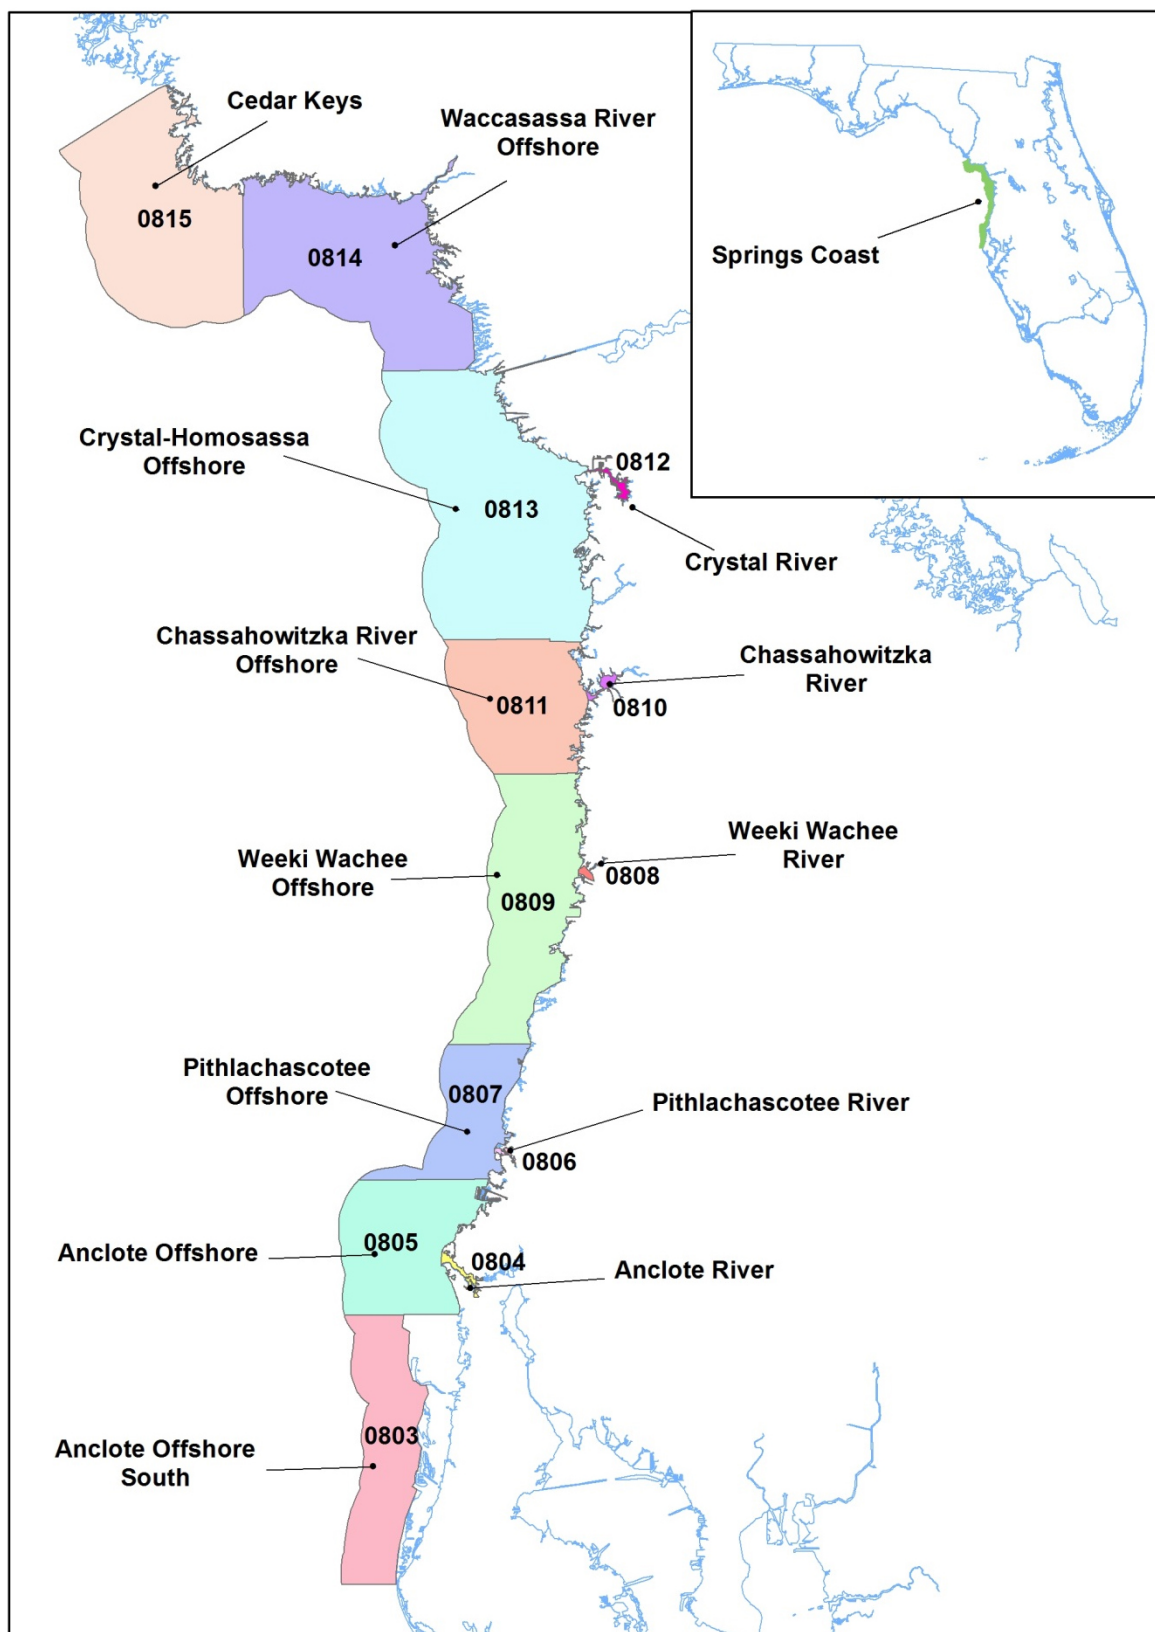 Cedar Keys
Waccasassa River
Offshore
0815
0814
Springs Coast
Crystal-Homosassa
Offshore
0812
0813
Crystal River
Chassahowitzka River
Offshore
Chassahowitzka
River
0811
0810
Weeki Wachee
Offshore
Weeki Wachee
River
0808
0809
Pithlachascotee
Offshore
0807
Pithlachascotee River
0806
Anclote Offshore
0805
0804
Anclote River
0803
Anclote Offshore
South